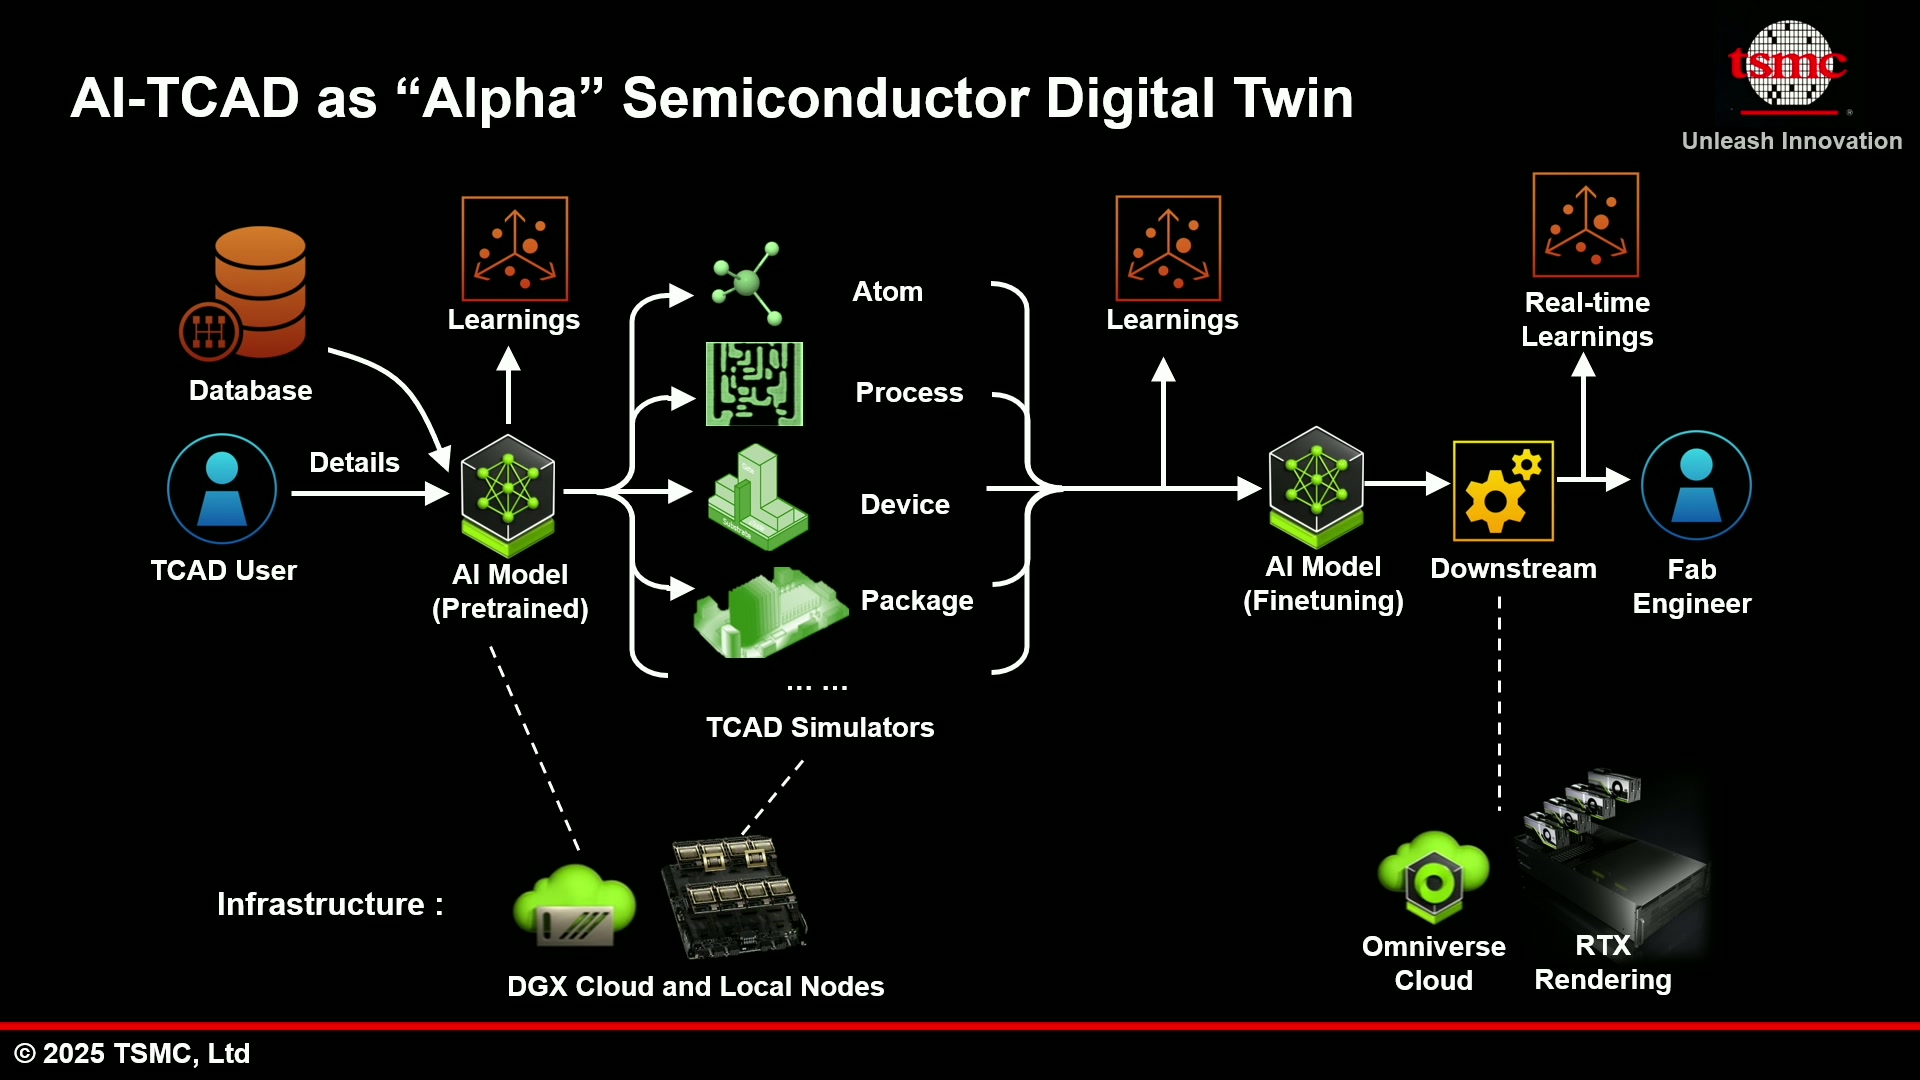 AI-TCAD as “Alpha” Semiconductor Digital Twin
tsmc
®
Unleash Innovation
Database
Details
TCAD User
Learnings
AI Model
(Pretrained)
Atom
Process
Device
Substrate
Package
... ...
TCAD Simulators
Learnings
AI Model
(Finetuning)
Real-time
Learnings
Downstream
Fab
Engineer
Infrastructure :
DGX Cloud and Local Nodes
Omniverse
Cloud
RTX
Rendering
© 2025 TSMC, Ltd